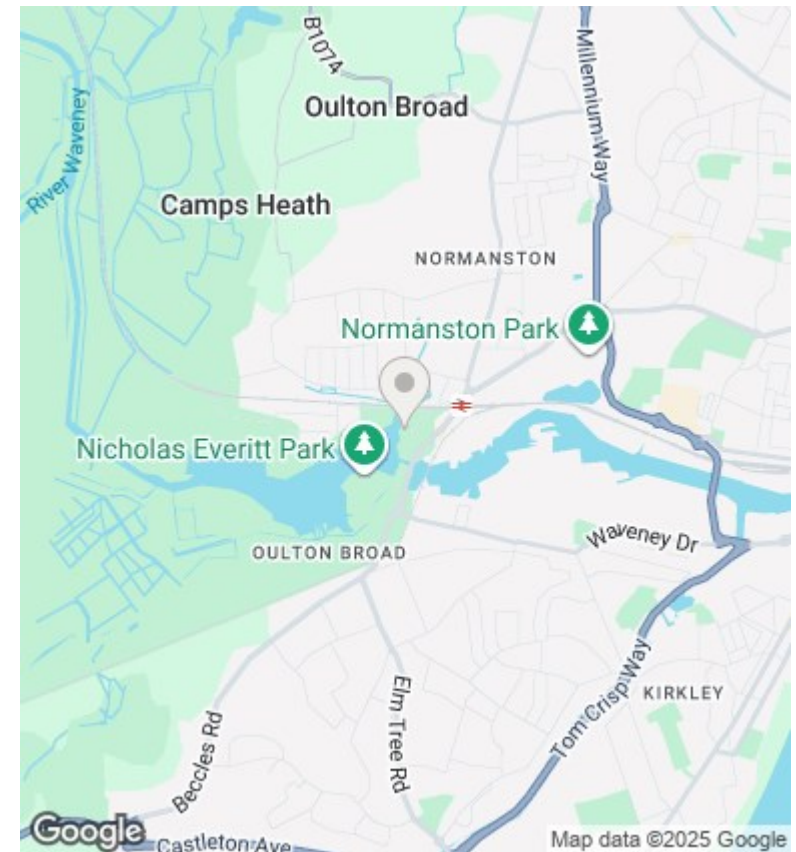 B1074
Millennium Way
Oulton Broad
River Waveney
Camps Heath
NORMANSTON
Normanston Park
Nicholas Everitt Park
Waveney Dr
OULTON BROAD
Elm Tree Rd
Tom Crisp Way
KIRKLEY
Beccles Rd
Google
Castleton Ave
Map data ©2025 Google